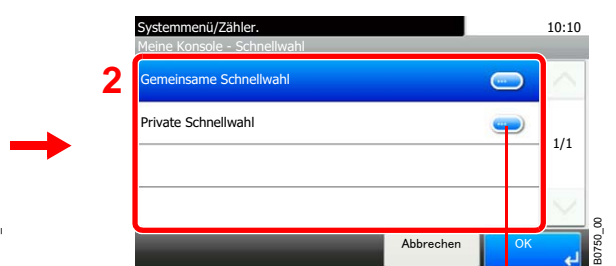 Systemmenü/Zähler. 10:10
Meine Konsole - Schnellwahl
2
Gemeinsame Schnellwahl
Private Schnellwahl
1/1
Abbrechen OK
B0750_00